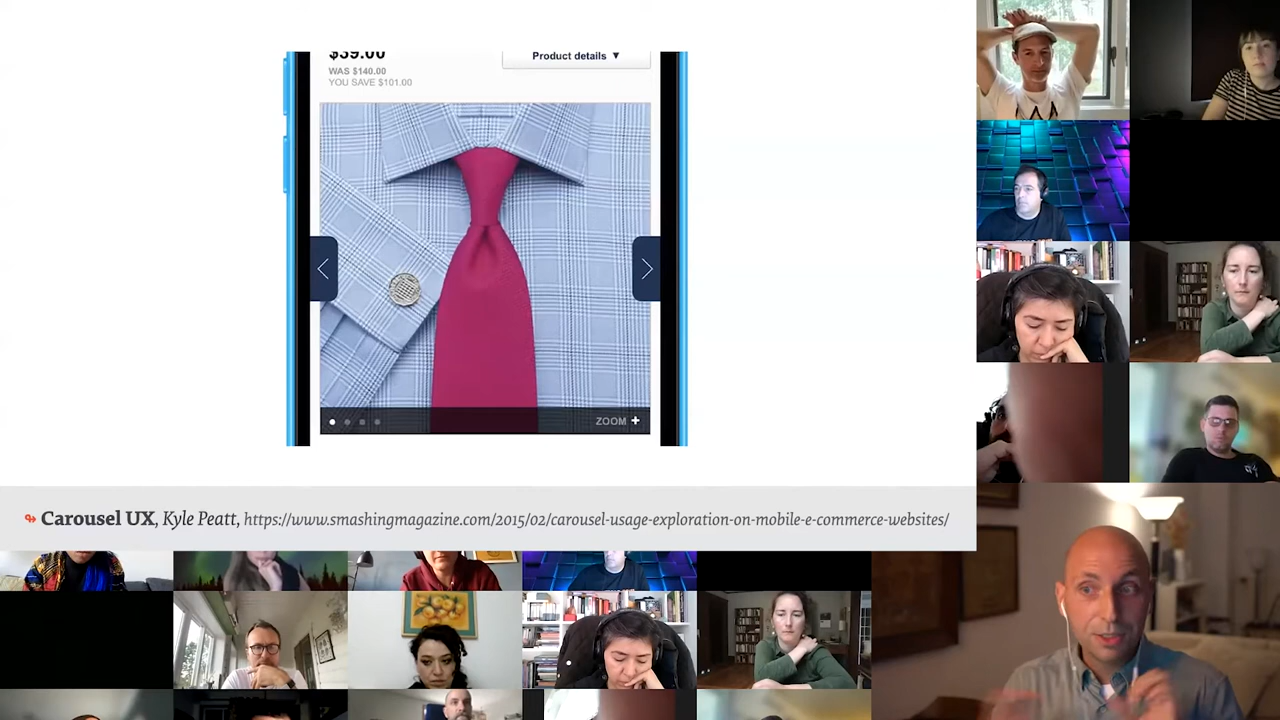 $39.00
WAS $140.00
YOU SAVE $101.00
Product details ▼
ZOOM +
Carousel UX, Kyle Peatt, https://www.smashingmagazine.com/2015/02/carousel-usage-exploration-on-mobile-e-commerce-websites/